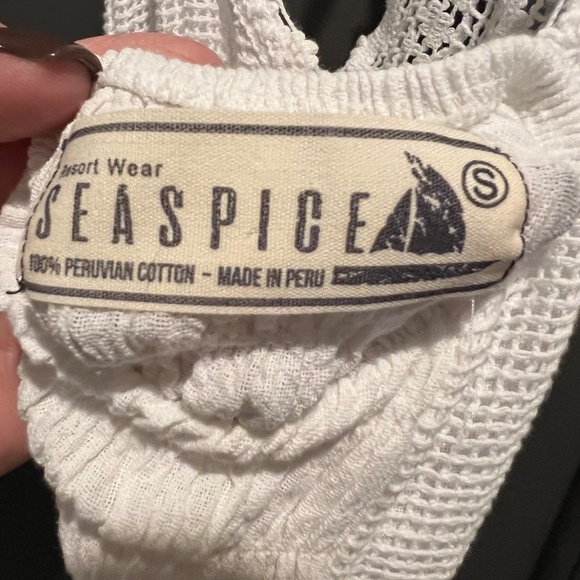 Resort Wear
SEASPICE
S
100% PERUVIAN COTTON - MADE IN PERU